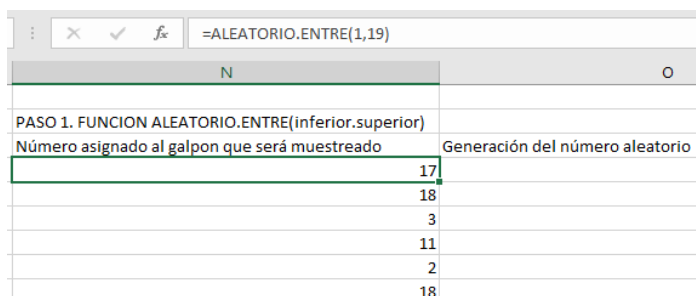 fx =ALEATORIO.ENTRE(1,19)
N O
PASO 1. FUNCION ALEATORIO.ENTRE(inferior.superior)
Número asignado al galpon que será muestreado Generación del número aleatorio
17
18
3
11
2
18